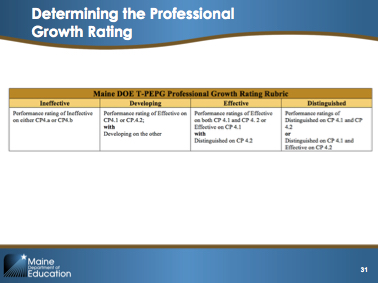 Determining the Professional
Growth Rating
Maine DOE T-PEPG Professional Growth Rating Rubric
Ineffective
Developing
Effective
Distinguished
Performance rating of Ineffective
on either CP4.a or CP4.b
Performance rating of Effective on
CP4.1 or CP.4.2;
with
Developing on the other
Performance ratings of Effective
on both CP 4.1 and CP 4. 2 or
Effective on CP 4.1
with
Distinguished on CP 4.2
Performance ratings of
Distinguished on CP 4.1 and CP
4.2
or
Distinguished on CP 4.1 and
Effective on CP 4.2
Maine
Department of
Education
31